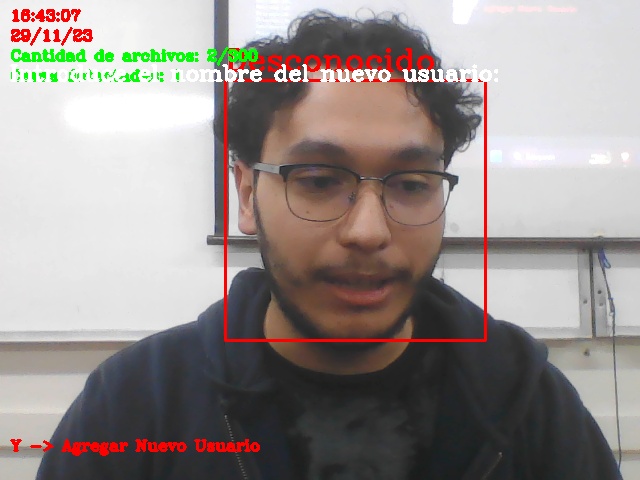 16:43:07
29/11/23
Cantidad de archivos: 2/300
Desconocido
nombre del nuevo usuario:
Y -> Agregar Nuevo Usuario